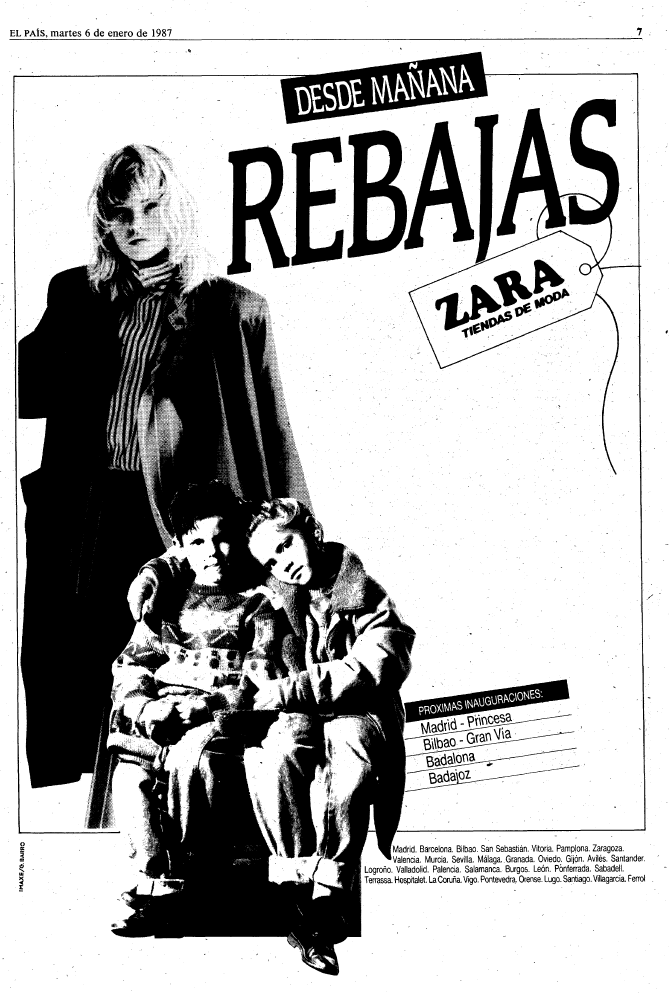 EL PAÍS, martes 6 de enero de 1987
7
DESDE MAÑANA
REBAJAS
ZARA
TIENDAS DE MODA
PROXIMAS INAUGURACIONES:
Madrid - Princesa
Bilbao - Gran Vía
Badalona
Badajoz
IMAXE/B.BARRO
Madrid. Barcelona. Bilbao. San Sebastián. Vitoria. Pamplona. Zaragoza.
Valencia. Murcia. Sevilla. Málaga. Granada. Oviedo. Gijón. Avilés. Santander.
Logroño. Valladolid. Palencia. Salamanca. Burgos. León. Ponferrada. Sabadell.
Terrassa. Hospitalet. La Coruña. Vigo. Pontevedra. Orense. Lugo. Santiago. Villagarcía. Ferrol